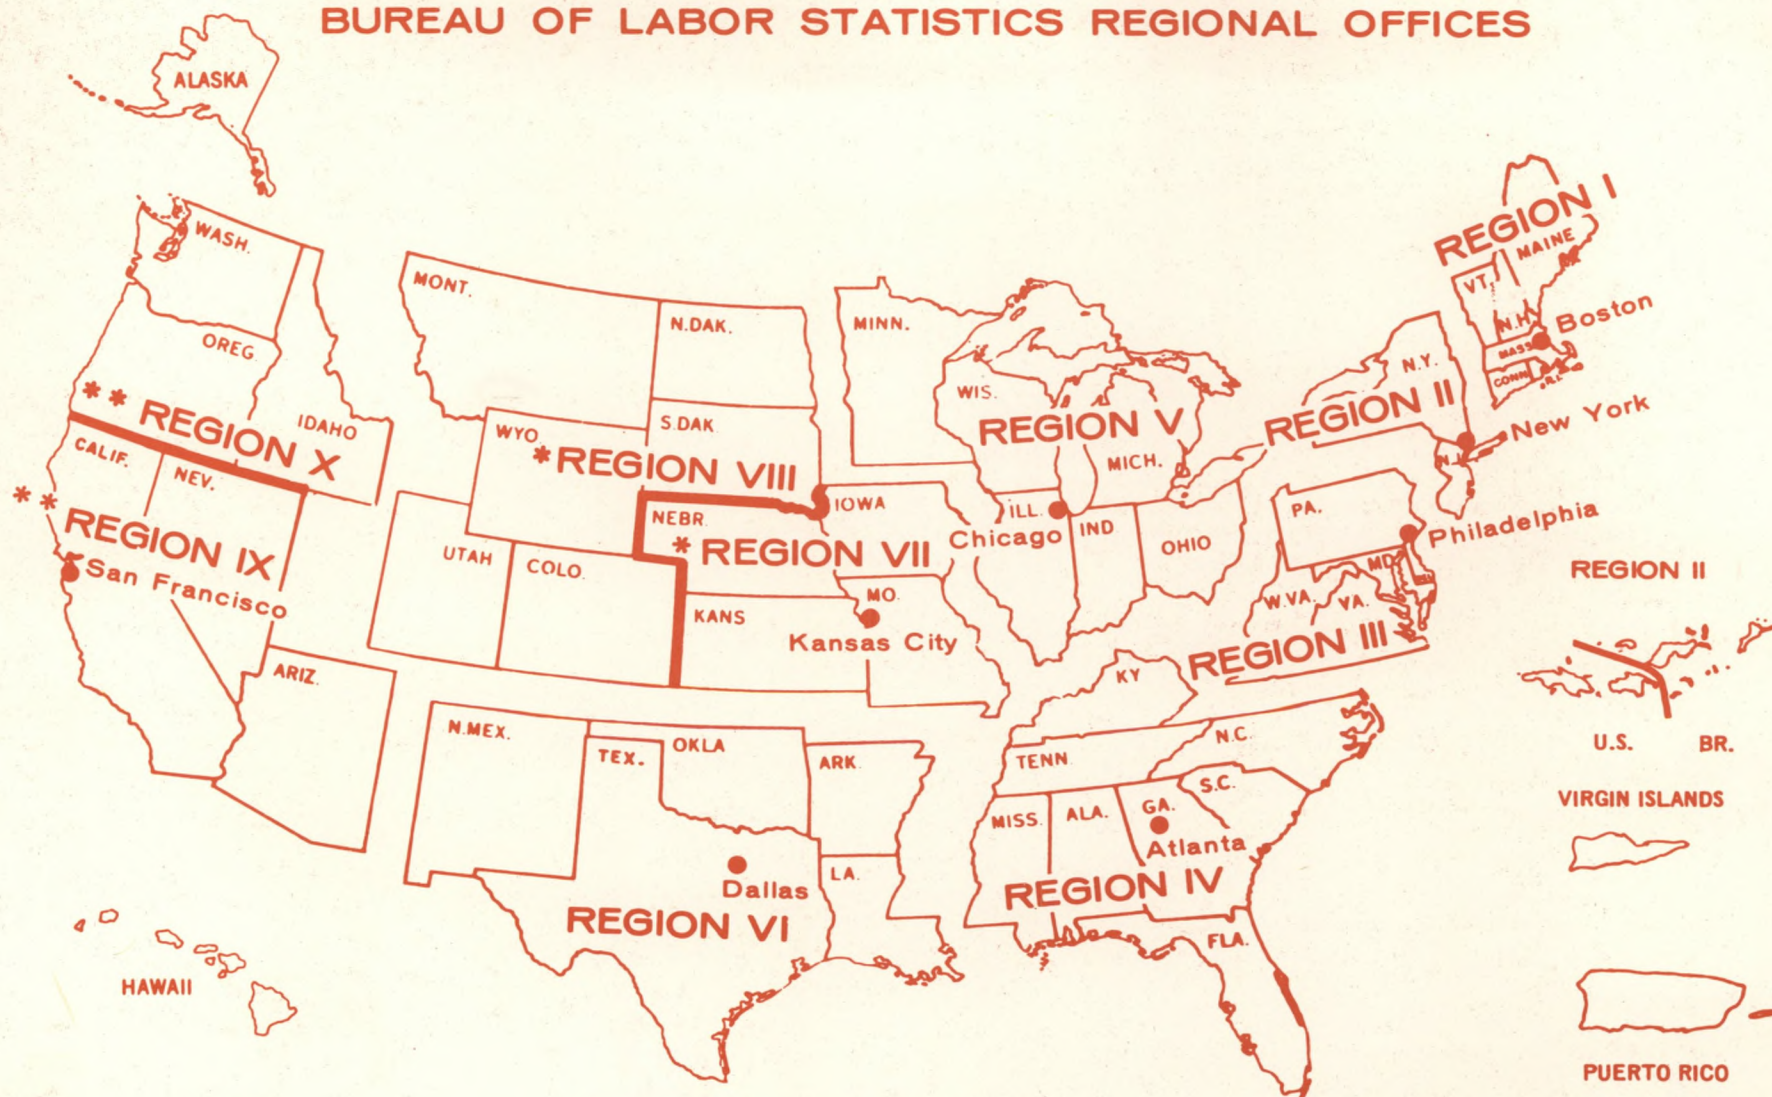 BUREAU OF LABOR STATISTICS REGIONAL OFFICES
ALASKA
WASH.
OREG.
IDAHO
** REGION X
CALIF.
NEV.
** REGION IX
San Francisco
ARIZ.
HAWAII
MONT.
N.DAK.
S.DAK.
WYO.
* REGION VIII
UTAH
COLO.
NEBR.
IOWA
* REGION VII
KANS
MO.
Kansas City
N.MEX.
TEX.
OKLA
ARK.
LA.
Dallas
REGION VI
MINN.
WIS.
REGION V
MICH.
ILL.
Chicago
IND
OHIO
KY
TENN
N.C.
S.C.
MISS.
ALA.
GA.
Atlanta
REGION IV
FLA.
PA.
Philadelphia
MD.
W.VA.
VA.
REGION III
N.Y.
REGION II
New York
N.J.
REGION I
MAINE
VT.
N.H.
Boston
MASS
CONN
R.I.
REGION II
U.S. BR.
VIRGIN ISLANDS
PUERTO RICO